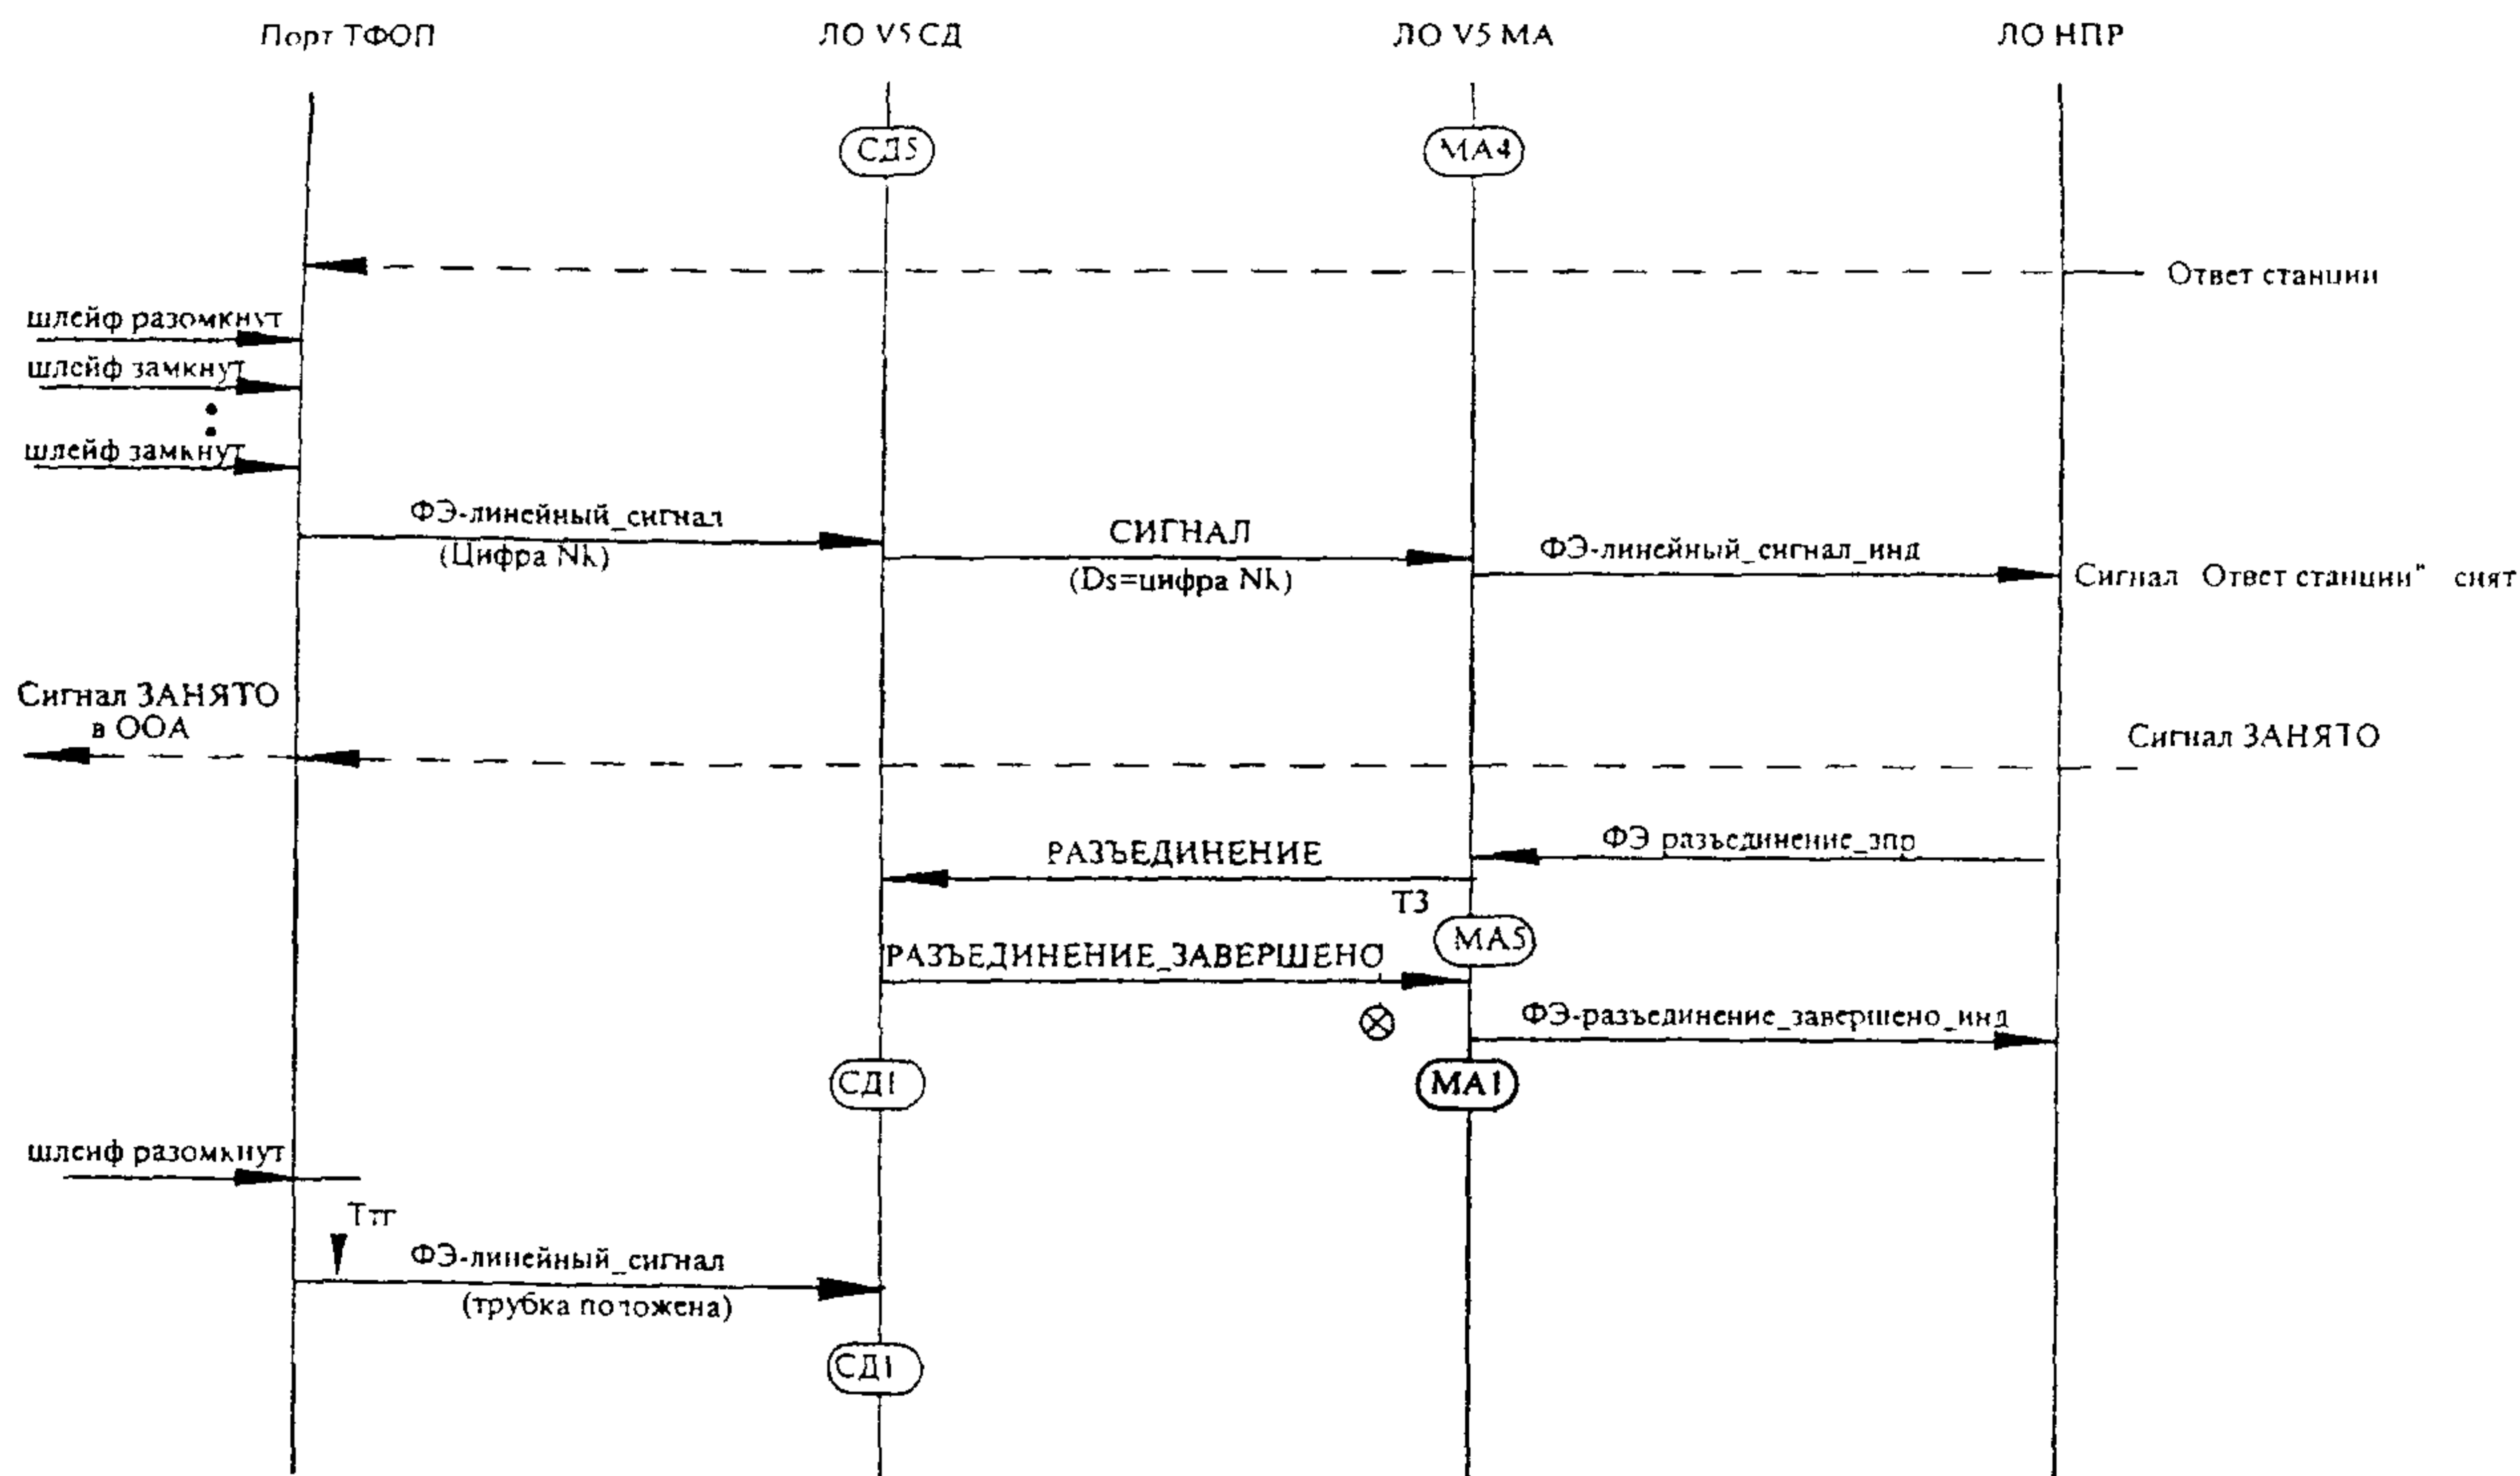 Порт ТФОП
ЛО V5 СД
ЛО V5 МА
ЛО НПР
СД5
МА4
Ответ станции
шлейф разомкнут
шлейф замкнут
шлейф замкнут
ФЭ-линейный_сигнал
(Цифра Nk)
СИГНАЛ
(Ds=цифра Nk)
ФЭ-линейный_сигнал_инд
Сигнал Ответ станции" снят
Сигнал ЗАНЯТО
в ООА
Сигнал ЗАНЯТО
ФЭ разъединение_зпр
РАЗЪЕДИНЕНИЕ
Т3
МА5
РАЗЪЕДИНЕНИЕ_ЗАВЕРШЕНО
ФЭ-разъединение_завершено_инд
СД1
МА1
шлейф разомкнут
ФЭ-линейный_сигнал
(трубка положена)
СД1